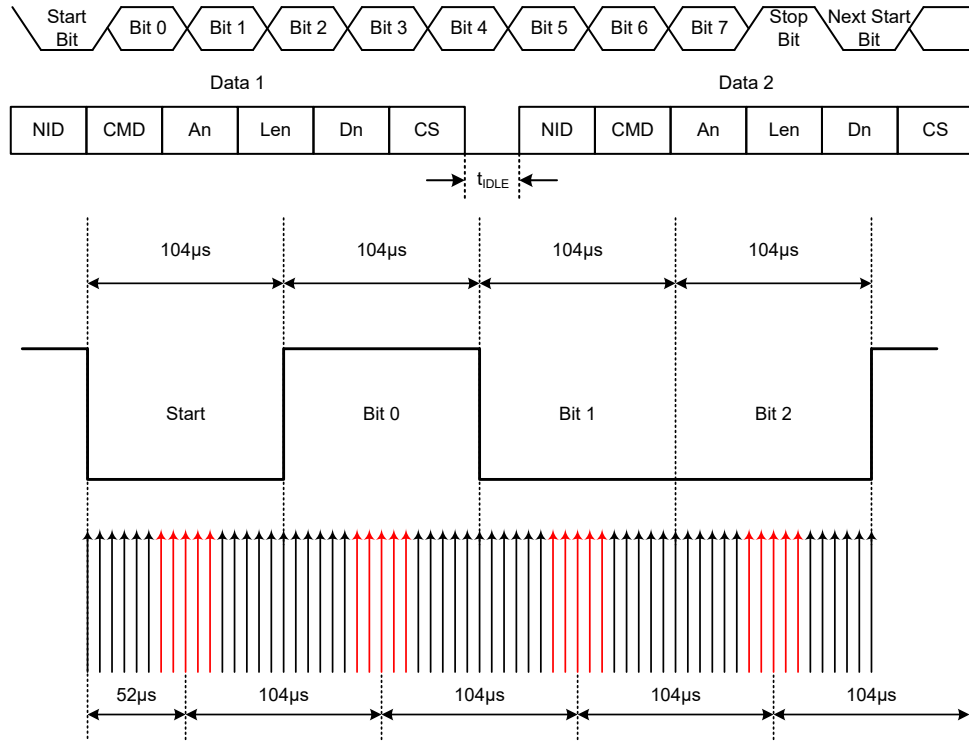 Start Bit Bit 0 Bit 1 Bit 2 Bit 3 Bit 4 Bit 5 Bit 6 Bit 7 Stop Bit Next Start Bit
Data 1 Data 2
NID CMD An Len Dn CS NID CMD An Len Dn CS
tIDLE
104µs 104µs 104µs 104µs
Start Bit 0 Bit 1 Bit 2
52µs 104µs 104µs 104µs 104µs